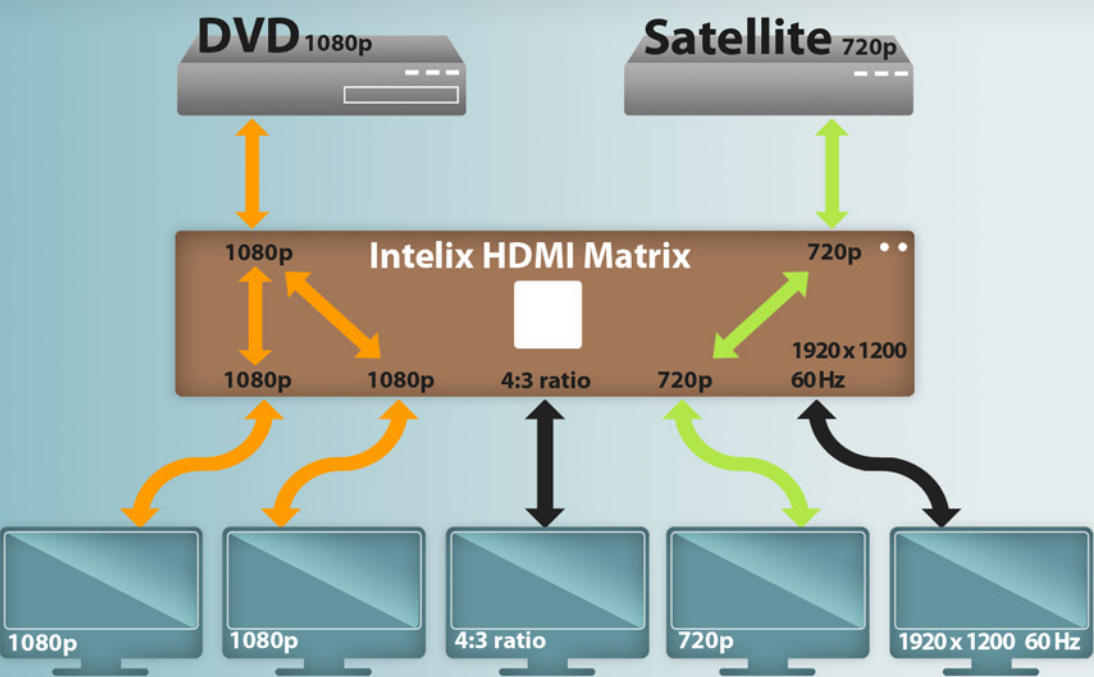 DVD 1080p
Satellite 720p
1080p
Intelix HDMI Matrix
720p
1920 x 1200
1080p
1080p
4:3 ratio
720p
60 Hz
1080p
1080p
4:3 ratio
720p
1920 x 1200 60 Hz